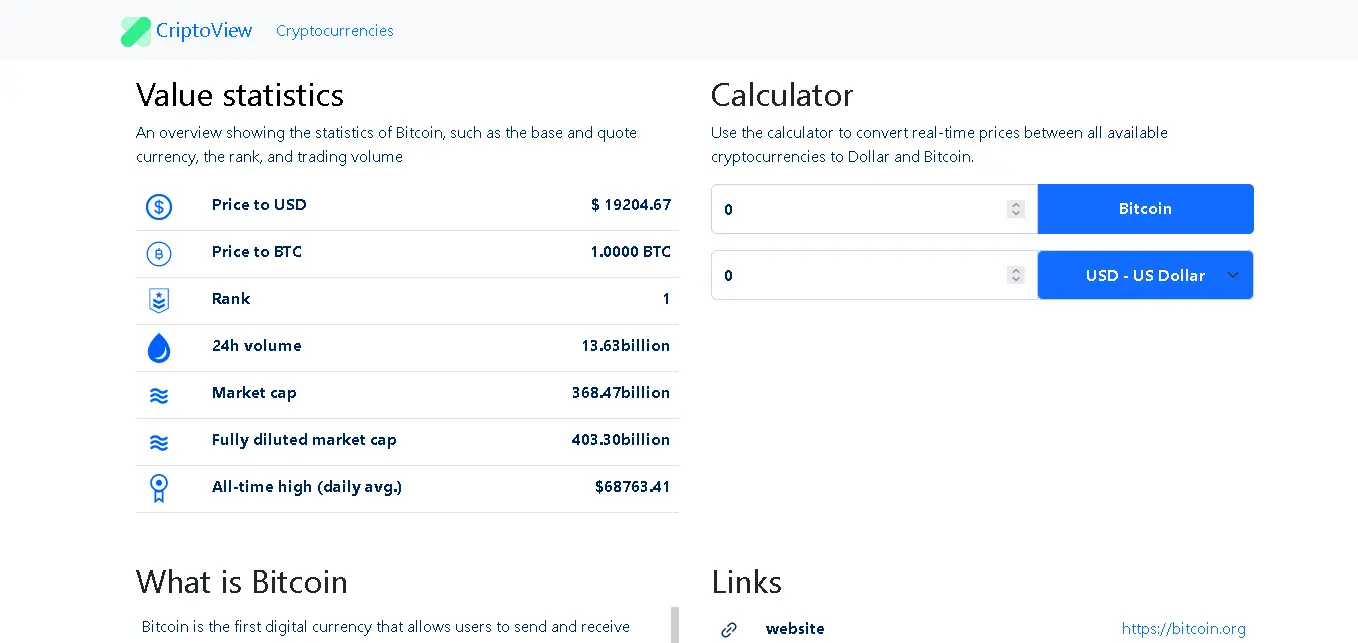 CriptoView Cryptocurrencies
Value statistics
An overview showing the statistics of Bitcoin, such as the base and quote
currency, the rank, and trading volume
Price to USD $ 19204.67
Price to BTC 1.0000 BTC
Rank 1
24h volume 13.63billion
Market cap 368.47billion
Fully diluted market cap 403.30billion
All-time high (daily avg.) $68763.41
Calculator
Use the calculator to convert real-time prices between all available
cryptocurrencies to Dollar and Bitcoin.
0 Bitcoin
0 USD - US Dollar
What is Bitcoin
Bitcoin is the first digital currency that allows users to send and receive
Links
website https://bitcoin.org